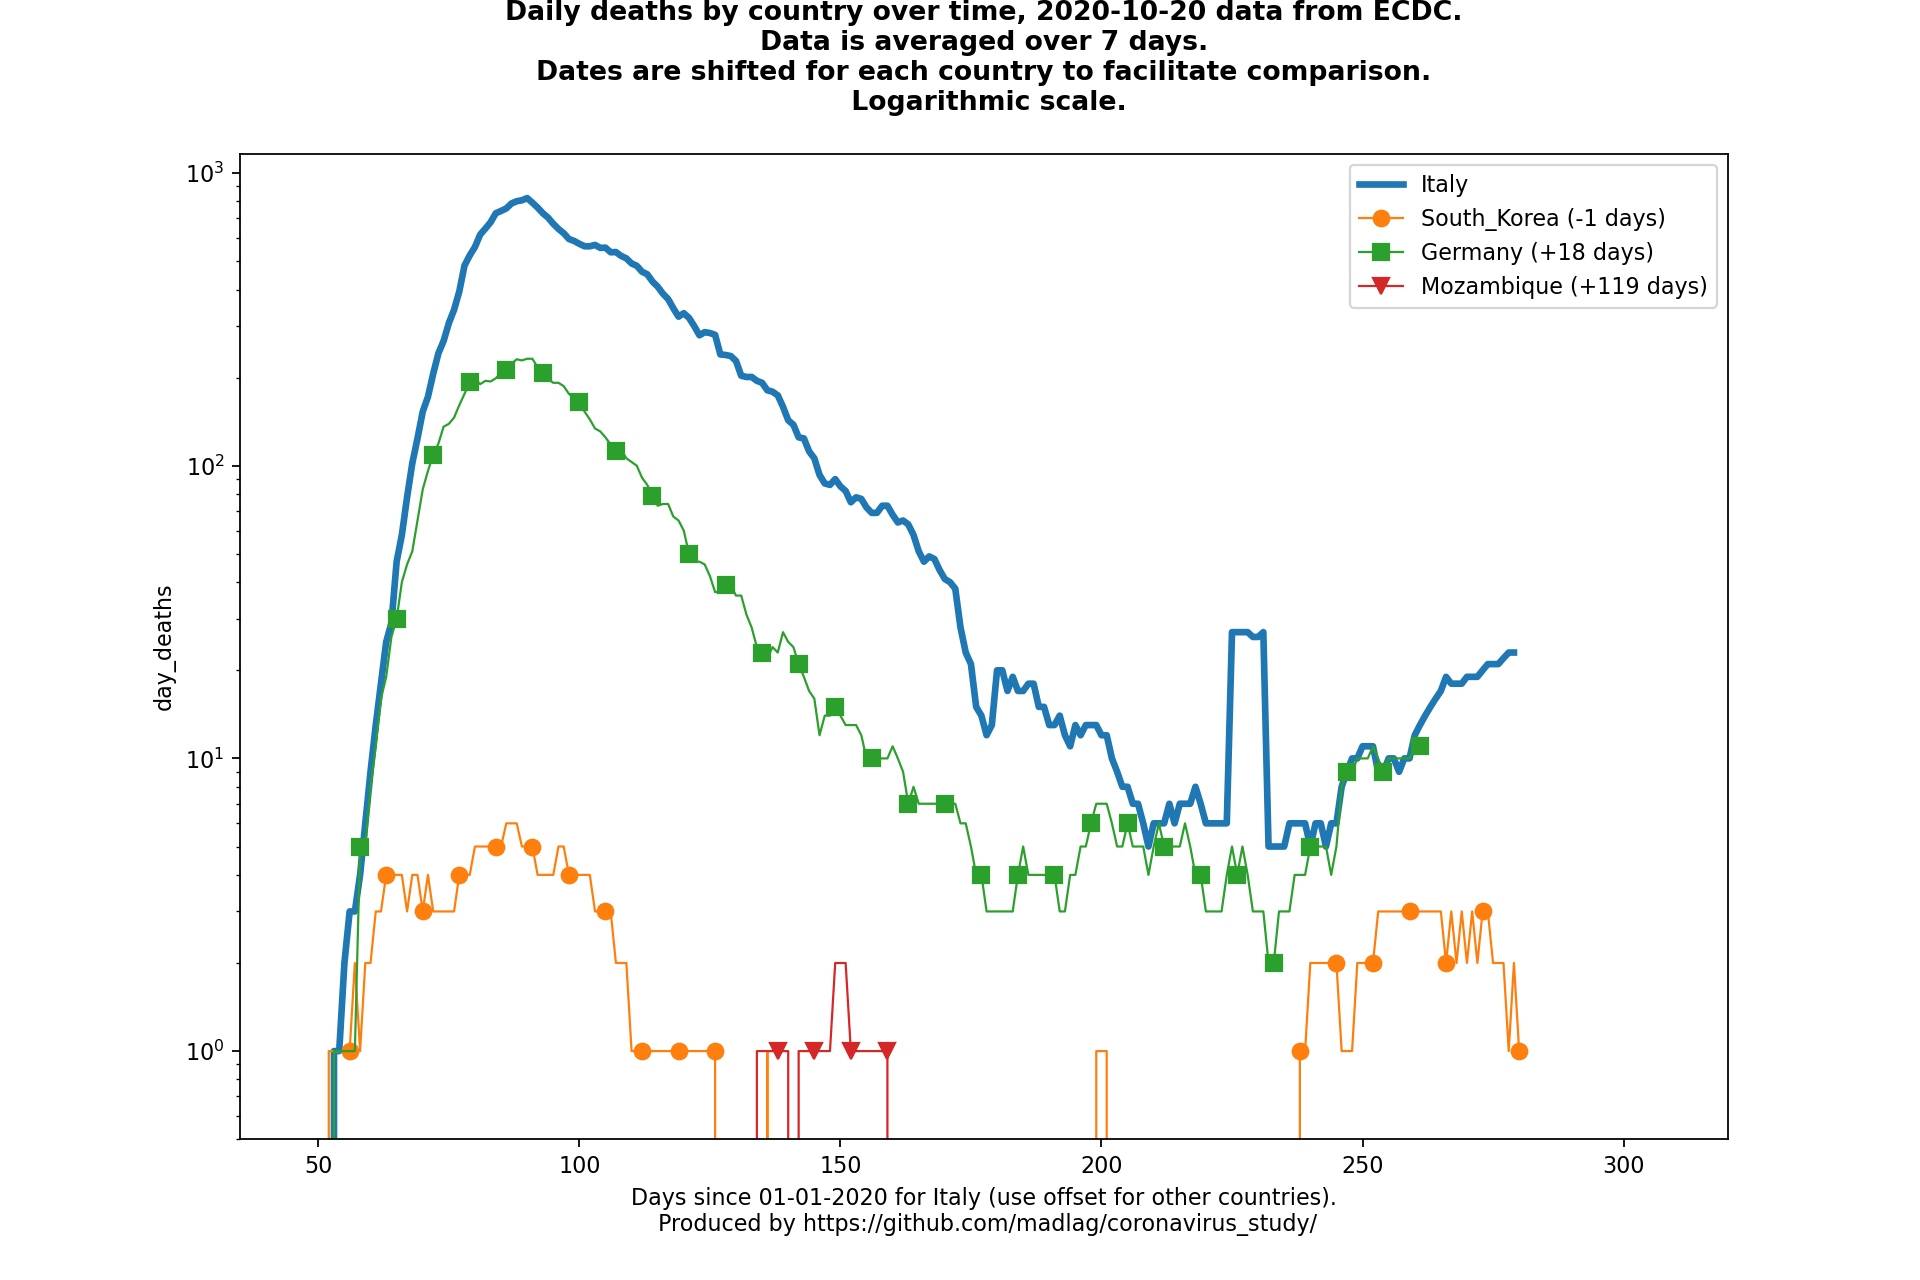 Daily deaths by country over time, 2020-10-20 data from ECDC.
Data is averaged over 7 days.
Dates are shifted for each country to facilitate comparison.
Logarithmic scale.
10³
10²
10¹
10⁰
day_deaths
Italy
South_Korea (-1 days)
Germany (+18 days)
Mozambique (+119 days)
50
100
150
200
250
300
Days since 01-01-2020 for Italy (use offset for other countries).
Produced by https://github.com/madlag/coronavirus_study/